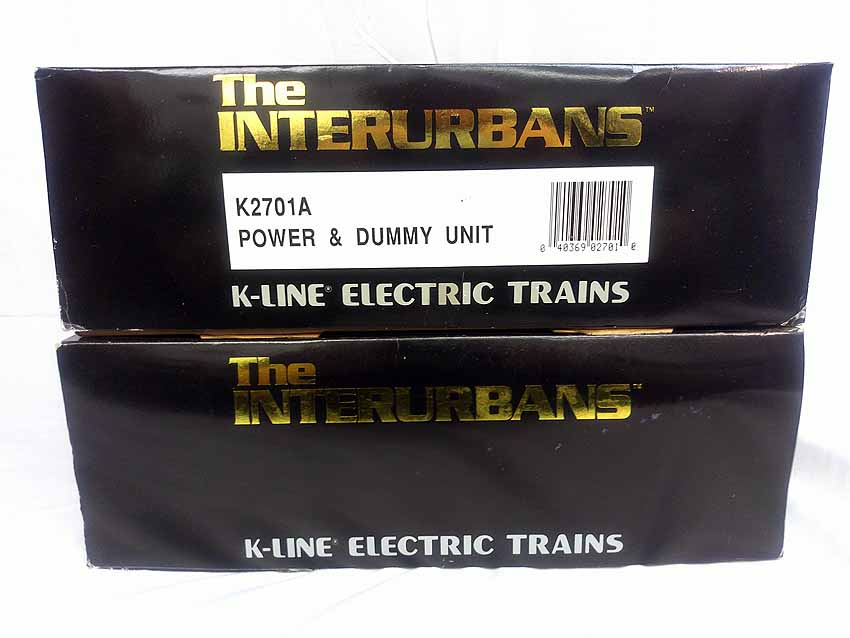 The
INTERURBANS™
K2701A
POWER & DUMMY UNIT
0 40369 02701 0
K-LINE® ELECTRIC TRAINS
The
INTERURBANS™
K-LINE® ELECTRIC TRAINS